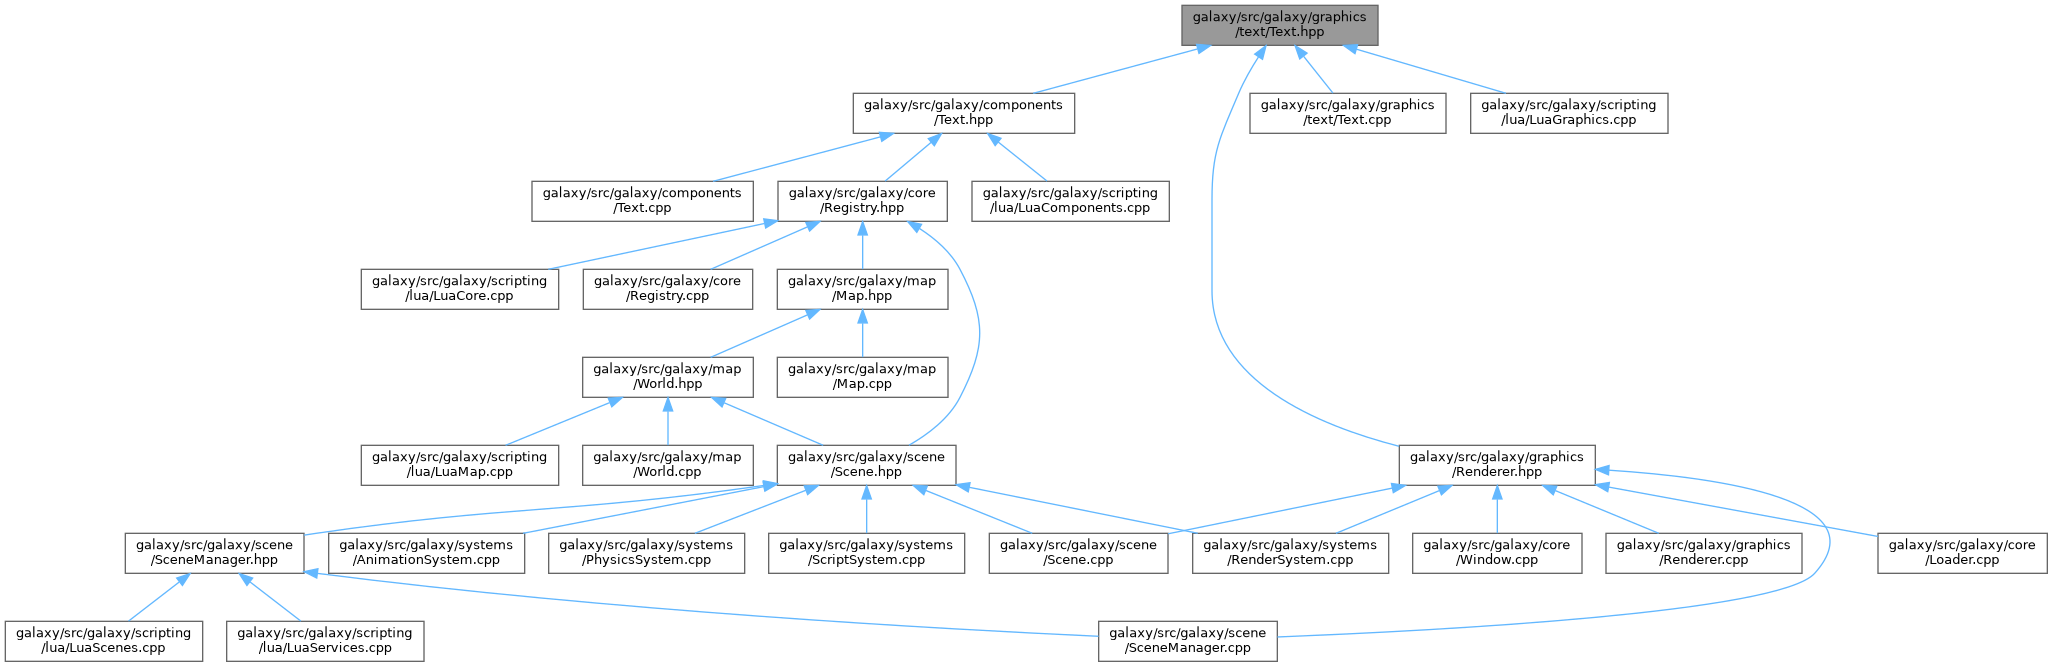 galaxy/src/galaxy/graphics
/text/Text.hpp
galaxy/src/galaxy/components
/Text.hpp
galaxy/src/galaxy/graphics
/text/Text.cpp
galaxy/src/galaxy/scripting
/lua/LuaGraphics.cpp
galaxy/src/galaxy/components
/Text.cpp
galaxy/src/galaxy/core
/Registry.hpp
galaxy/src/galaxy/scripting
/lua/LuaComponents.cpp
galaxy/src/galaxy/scripting
/lua/LuaCore.cpp
galaxy/src/galaxy/core
/Registry.cpp
galaxy/src/galaxy/map
/Map.hpp
galaxy/src/galaxy/map
/World.hpp
galaxy/src/galaxy/map
/Map.cpp
galaxy/src/galaxy/scripting
/lua/LuaMap.cpp
galaxy/src/galaxy/map
/World.cpp
galaxy/src/galaxy/scene
/Scene.hpp
galaxy/src/galaxy/graphics
/Renderer.hpp
galaxy/src/galaxy/scene
/SceneManager.hpp
galaxy/src/galaxy/systems
/AnimationSystem.cpp
galaxy/src/galaxy/systems
/PhysicsSystem.cpp
galaxy/src/galaxy/systems
/ScriptSystem.cpp
galaxy/src/galaxy/scene
/Scene.cpp
galaxy/src/galaxy/systems
/RenderSystem.cpp
galaxy/src/galaxy/core
/Window.cpp
galaxy/src/galaxy/graphics
/Renderer.cpp
galaxy/src/galaxy/core
/Loader.cpp
galaxy/src/galaxy/scripting
/lua/LuaScenes.cpp
galaxy/src/galaxy/scripting
/lua/LuaServices.cpp
galaxy/src/galaxy/scene
/SceneManager.cpp